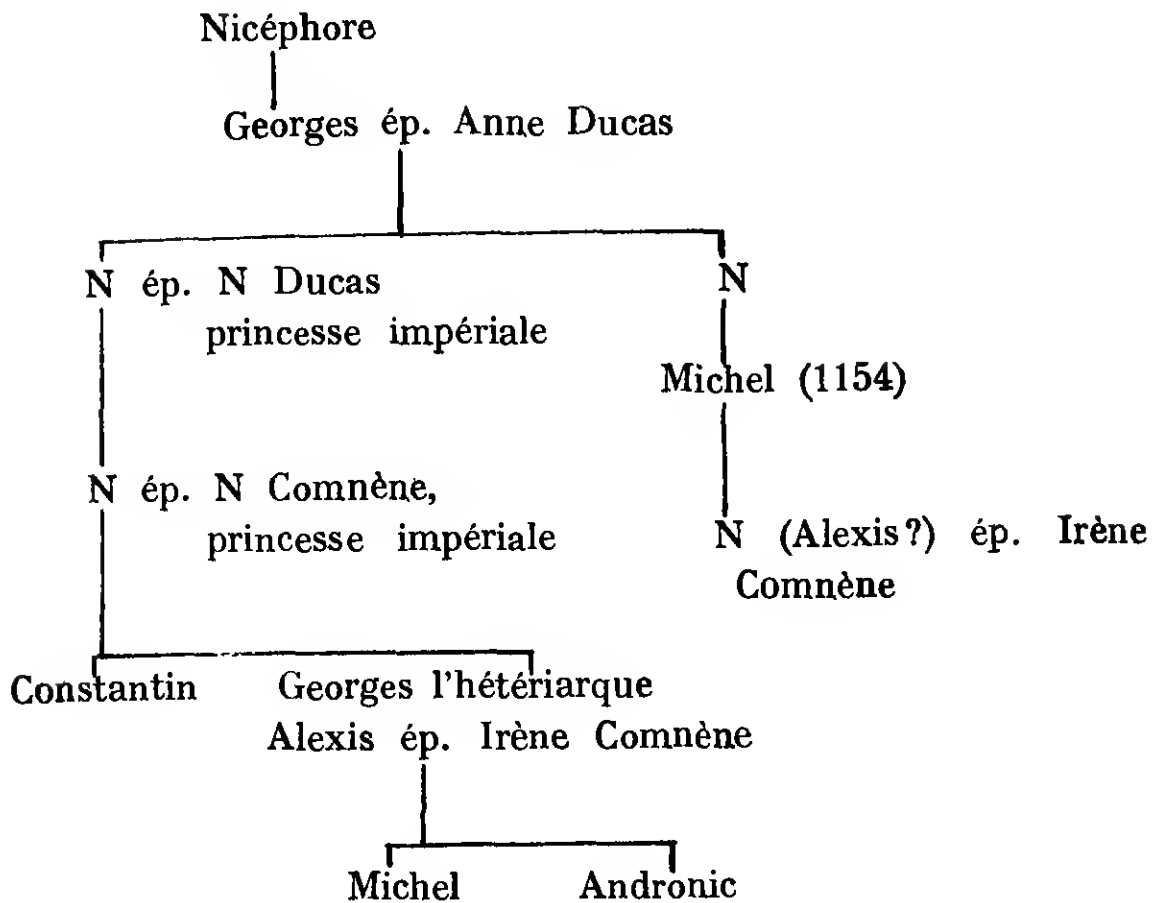 Nicéphore
Georges ép. Anne Ducas
N ép. N Ducas
princesse impériale
N
Michel (1154)
N ép. N Comnène,
princesse impériale
N (Alexis?) ép. Irène
Comnène
Constantin
Georges l'hétériarque
Alexis ép. Irène Comnène
Michel
Andronic